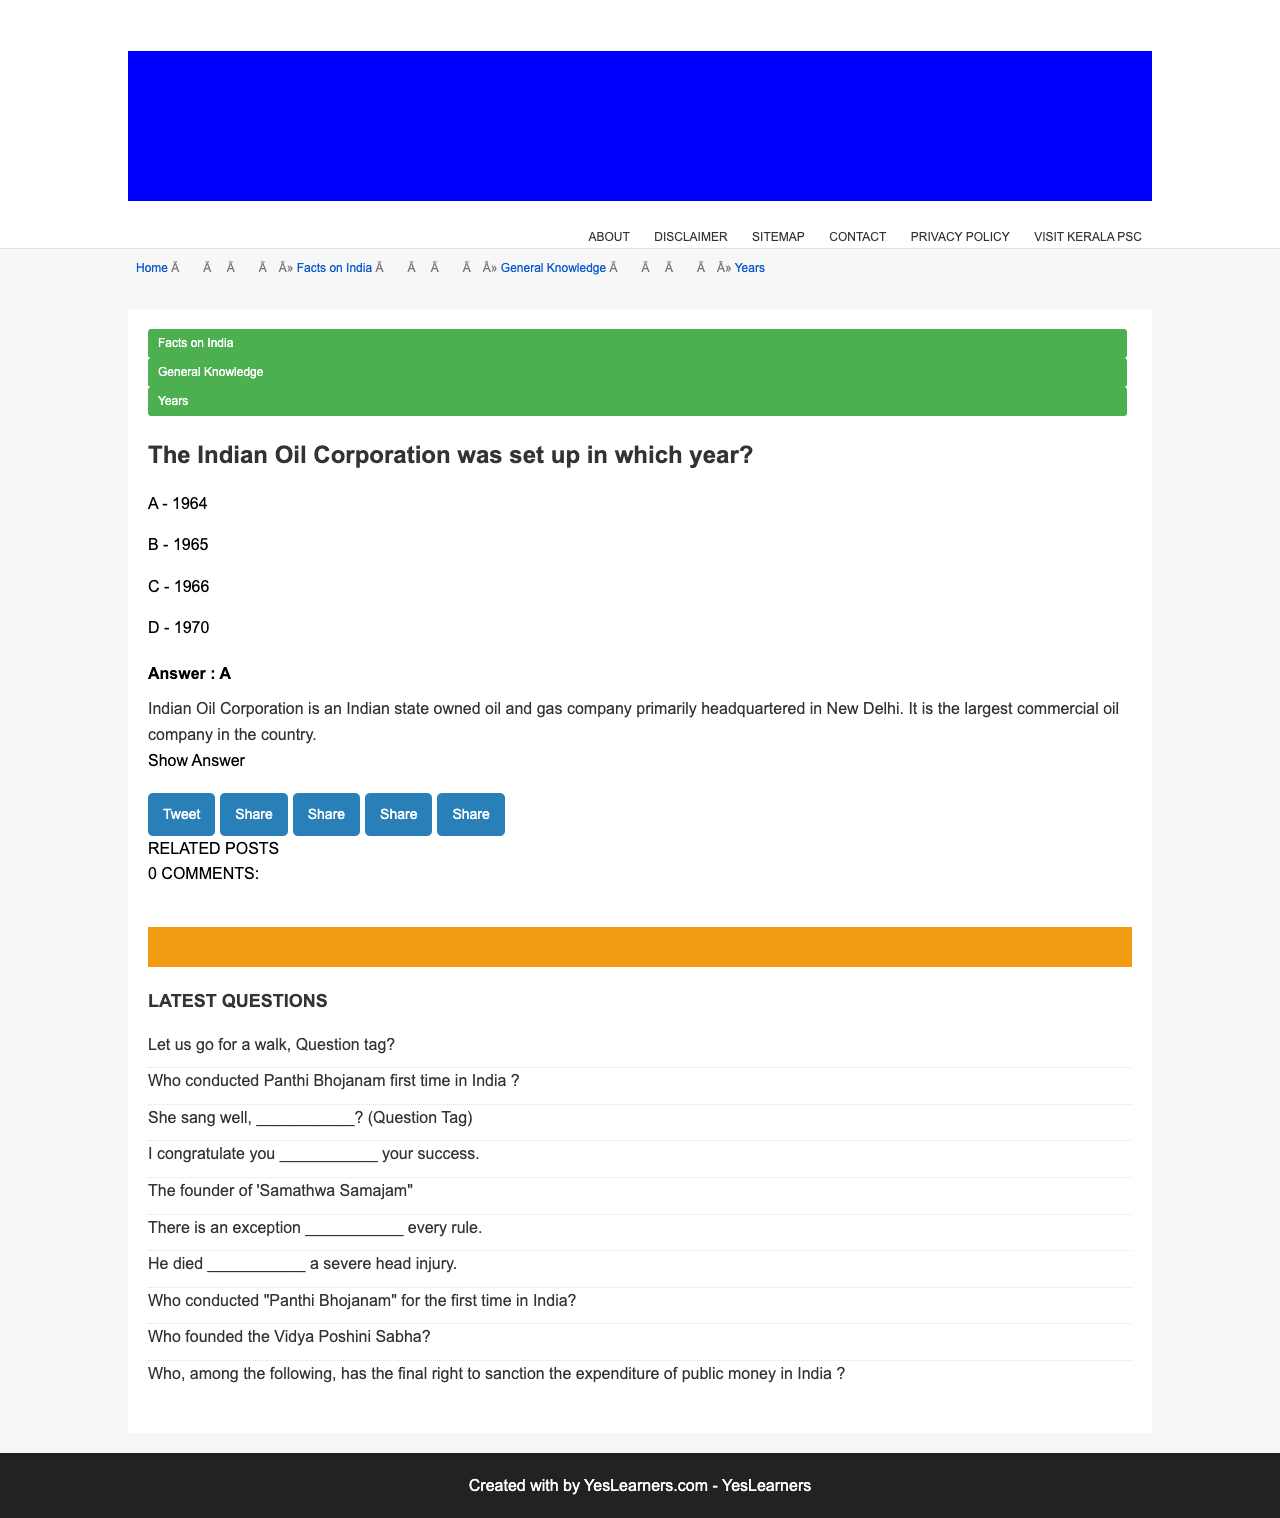 ABOUT DISCLAIMER SITEMAP CONTACT PRIVACY POLICY VISIT KERALA PSC
Home Ã Ã Ã Ã Â» Facts on India Ã Ã Ã Ã Â» General Knowledge Ã Ã Ã Ã Â» Years
Facts on India
General Knowledge
Years
The Indian Oil Corporation was set up in which year?
A - 1964
B - 1965
C - 1966
D - 1970
Answer : A
Indian Oil Corporation is an Indian state owned oil and gas company primarily headquartered in New Delhi. It is the largest commercial oil
company in the country.
Show Answer
Tweet Share Share Share Share
RELATED POSTS
0 COMMENTS:
LATEST QUESTIONS
Let us go for a walk, Question tag?
Who conducted Panthi Bhojanam first time in India ?
She sang well, ___________? (Question Tag)
I congratulate you ___________ your success.
The founder of 'Samathwa Samajam"
There is an exception ___________ every rule.
He died ___________ a severe head injury.
Who conducted "Panthi Bhojanam" for the first time in India?
Who founded the Vidya Poshini Sabha?
Who, among the following, has the final right to sanction the expenditure of public money in India ?
Created with by YesLearners.com - YesLearners